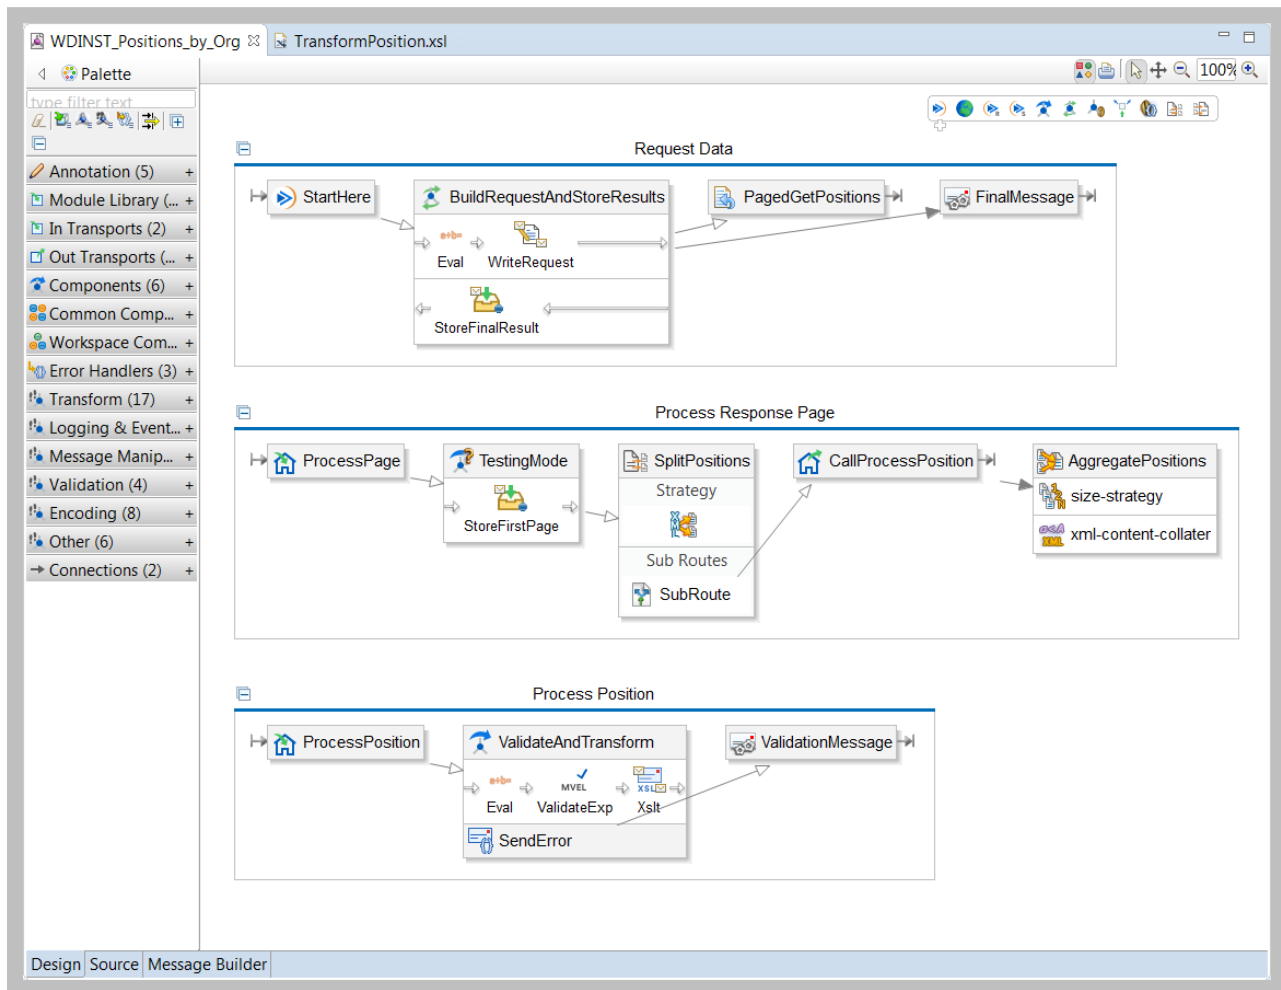 WDINST_Positions_by_Org
TransformPosition.xsl
Palette
100%
type filter text
Annotation (5) +
Module Library (... +
In Transports (2) +
Out Transports (... +
Components (6) +
Common Comp... +
Workspace Com... +
Error Handlers (3) +
Transform (17) +
Logging & Event... +
Message Manip... +
Validation (4) +
Encoding (8) +
Other (6) +
Connections (2) +
Request Data
StartHere
BuildRequestAndStoreResults
PagedGetPositions
FinalMessage
a+b=
Eval
WriteRequest
StoreFinalResult
Process Response Page
ProcessPage
TestingMode
SplitPositions
CallProcessPosition
AggregatePositions
StoreFirstPage
Strategy
XML
Sub Routes
SubRoute
size-strategy
XML
xml-content-collater
Process Position
ProcessPosition
ValidateAndTransform
ValidationMessage
a+b=
MVEL
XSL
Eval
ValidateExp
Xslt
SendError
Design
Source
Message Builder